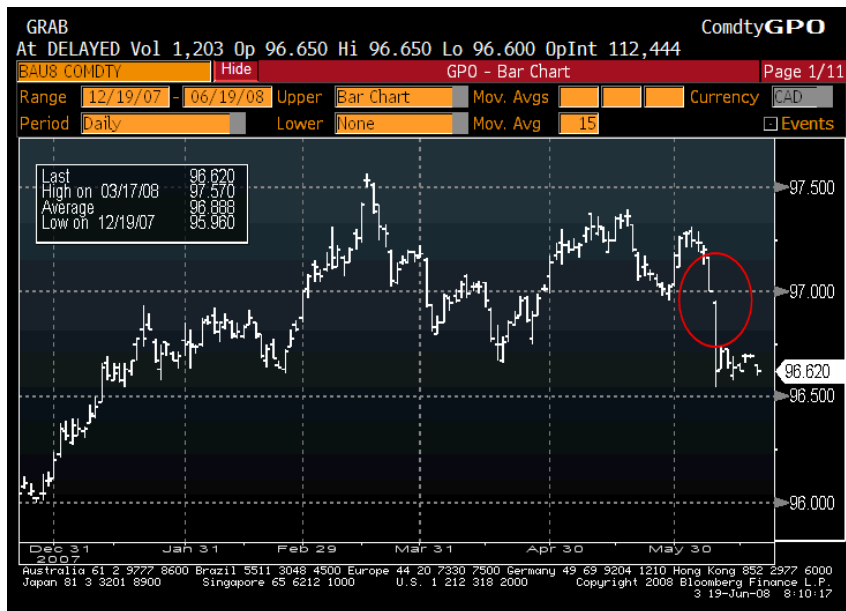 GRAB ComdtyGPO
At DELAYED Vol 1,203 Op 96.650 Hi 96.650 Lo 96.600 OpInt 112,444
BAU8 COMDTY Hide GPO - Bar Chart Page 1/11
Range 12/19/07 - 06/19/08 Upper Bar Chart Mov. Avgs Currency CAD
Period Daily Lower None Mov. Avg 15 Events
Last 96.620
High on 03/17/08 97.570
Average 96.888
Low on 12/19/07 95.960
97.500
97.000
96.620
96.500
96.000
Dec 31 Jan 31 Feb 29 Mar 31 Apr 30 May 30
2007
Australia 61 2 9777 8600 Brazil 5511 3048 4500 Europe 44 20 7330 7500 Germany 49 69 9204 1210 Hong Kong 852 2977 6000
Japan 81 3 3201 8900 Singapore 65 6212 1000 U.S. 1 212 318 2000 Copyright 2008 Bloomberg Finance L.P.
3 19-Jun-08 8:10:17